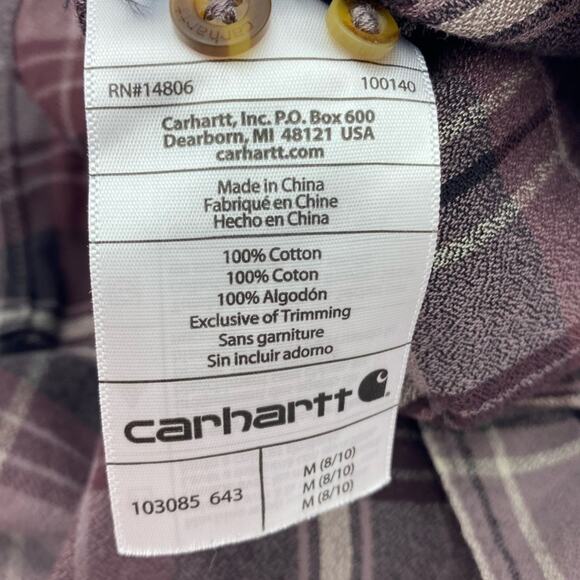 carhartt
RN#14806 100140
Carhartt, Inc. P.O. Box 600
Dearborn, MI 48121 USA
carhartt.com
Made in China
Fabriqué en Chine
Hecho en China
100% Cotton
100% Coton
100% Algodón
Exclusive of Trimming
Sans garniture
Sin incluir adorno
carhartt
103085 643
M (8/10)
M (8/10)
M (8/10)